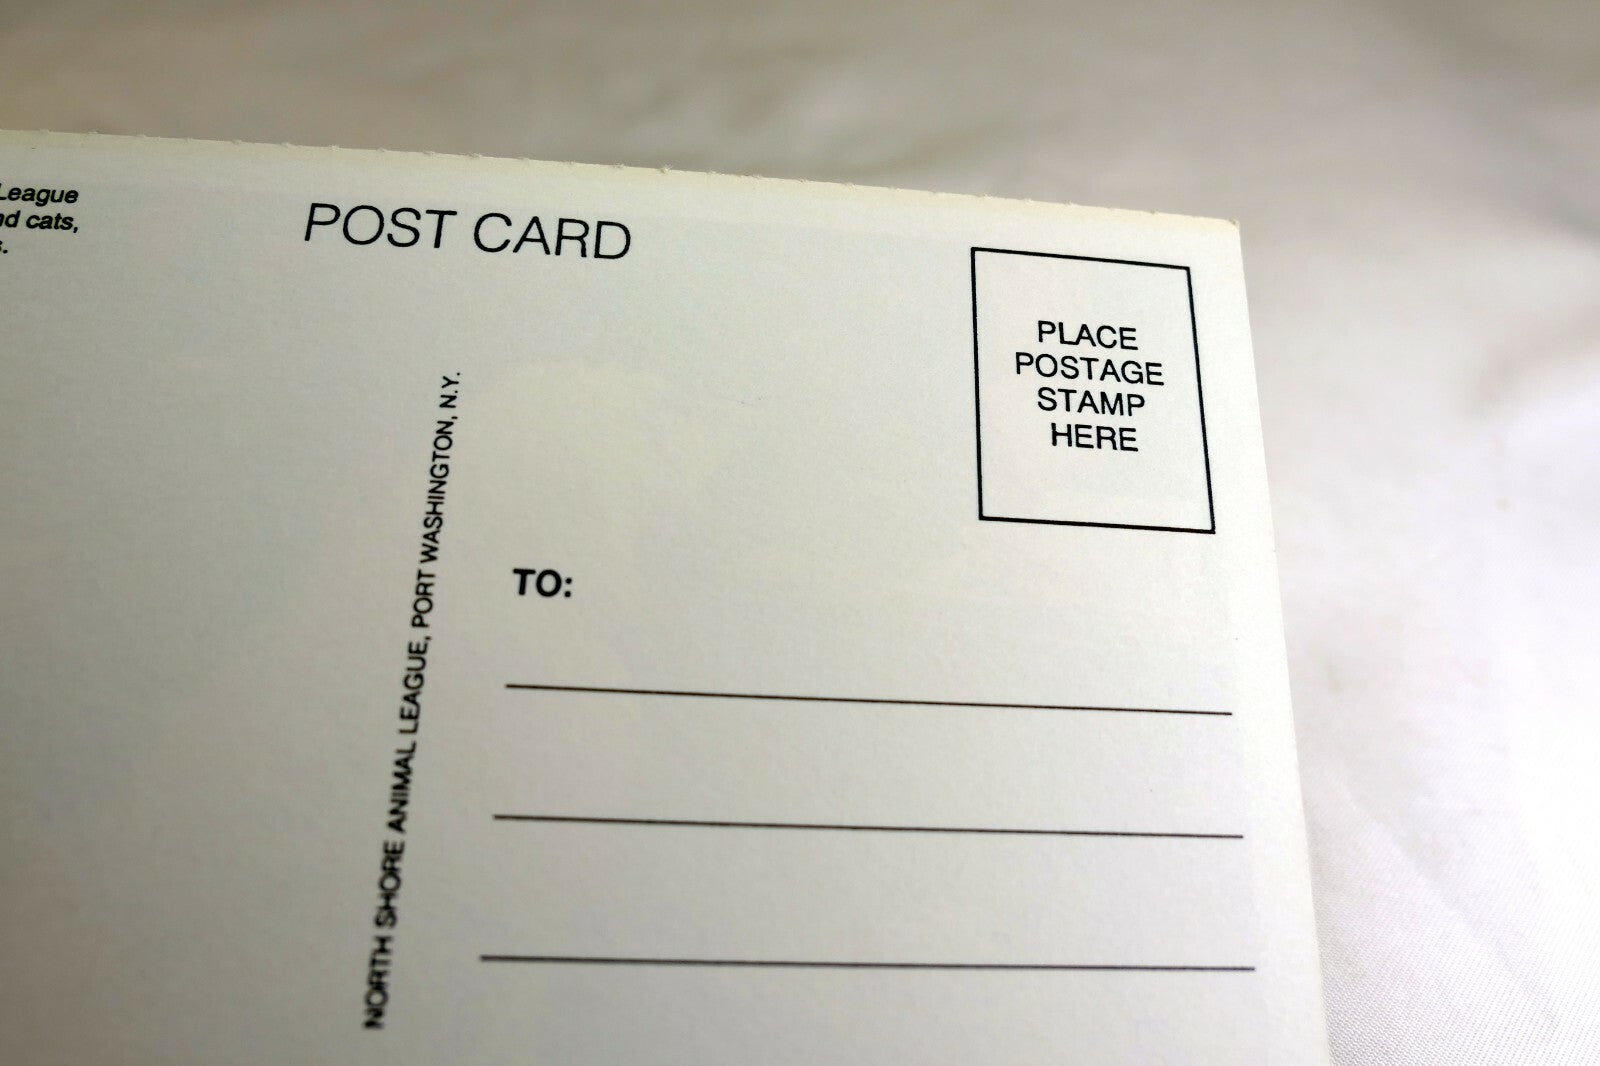 League
nd cats,
s.
POST CARD
PLACE
POSTAGE
STAMP
HERE
NORTH SHORE ANIMAL LEAGUE, PORT WASHINGTON, N.Y.
TO: